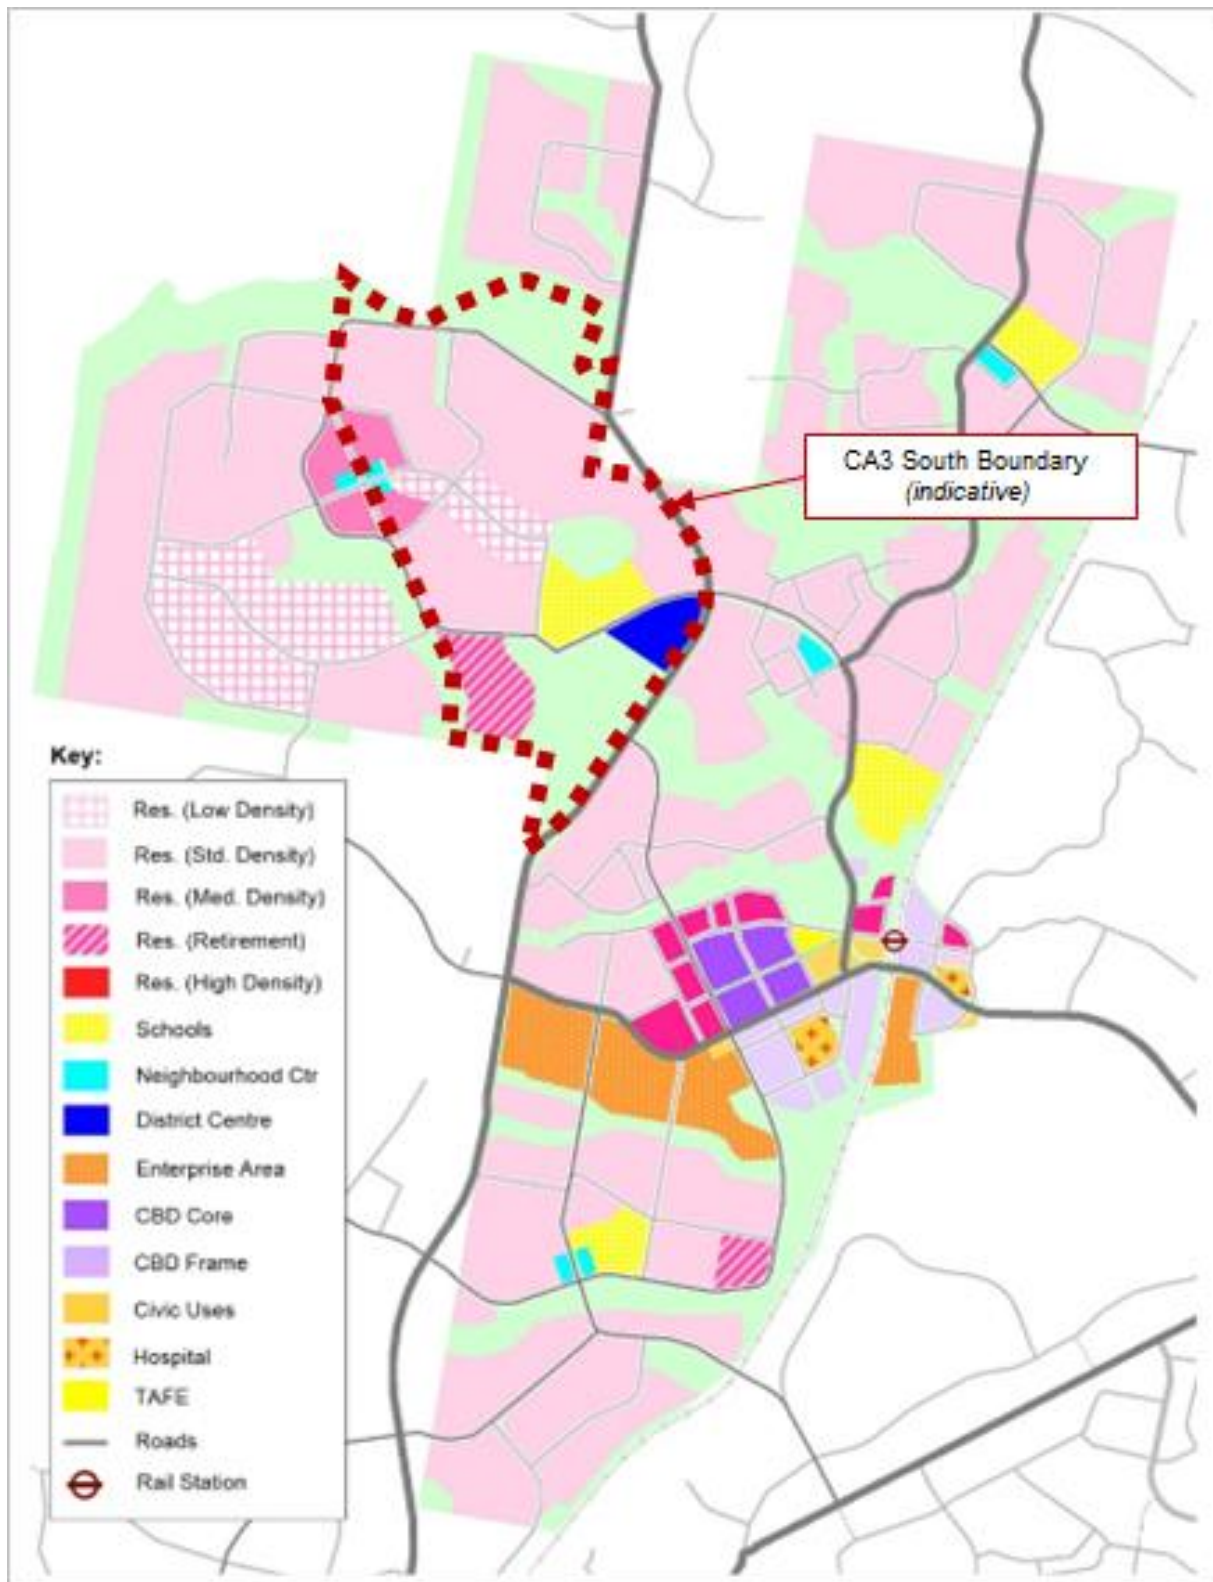 CA3 South Boundary
(indicative)
Key:
Res. (Low Density)
Res. (Std. Density)
Res. (Med. Density)
Res. (Retirement)
Res. (High Density)
Schools
Neighbourhood Ctr
District Centre
Enterprise Area
CBD Core
CBD Frame
Civic Uses
Hospital
TAFE
Roads
Rail Station